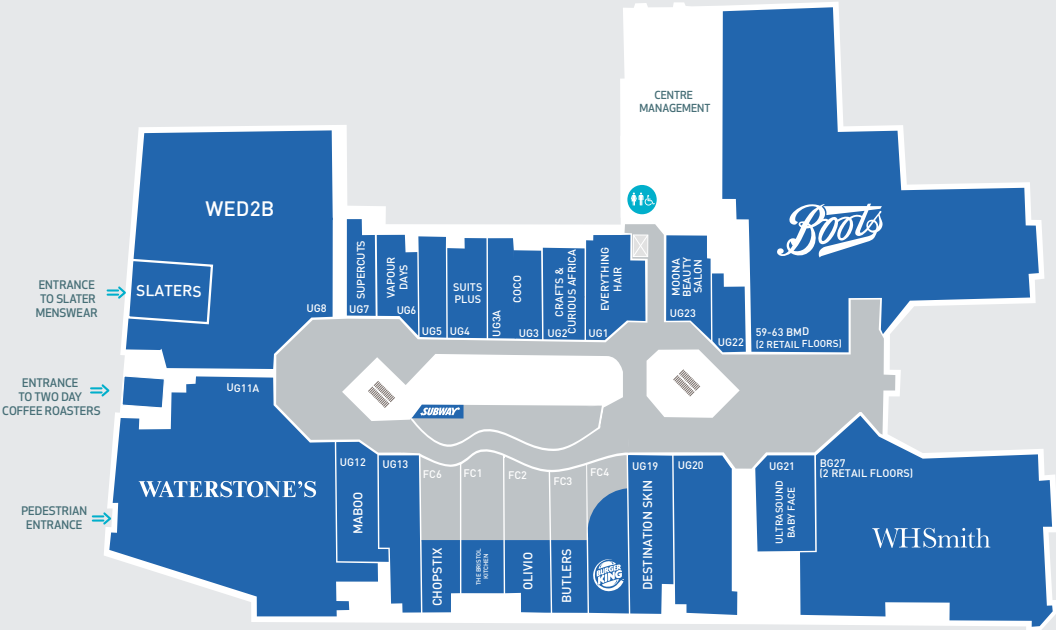 CENTRE
MANAGEMENT
WED2B
Boots
ENTRANCE
TO SLATER
MENSWEAR
SLATERS
UG8
SUPERCUTS
UG7
VAPOUR
DAYS
UG6
UG5
SUITS
PLUS
UG4
UG3A
COCO
UG3
CRAFTS &
CURIOUS AFRICA
UG2
EVERYTHING
HAIR
UG1
MOONA
BEAUTY
SALON
UG23
UG22
59-63 BMD
(2 RETAIL FLOORS)
ENTRANCE
TO TWO DAY
COFFEE ROASTERS
UG11A
SUBWAY
PEDESTRIAN
ENTRANCE
WATERSTONE'S
UG12
MABOO
UG13
FC6
CHOPSTIX
FC1
THE BRISTOL
KITCHEN
FC2
OLIVIO
FC3
BUTLERS
FC4
BURGER
KING
UG19
DESTINATION SKIN
UG20
UG21
ULTRASOUND
BABY FACE
BG27
(2 RETAIL FLOORS)
WHSmith